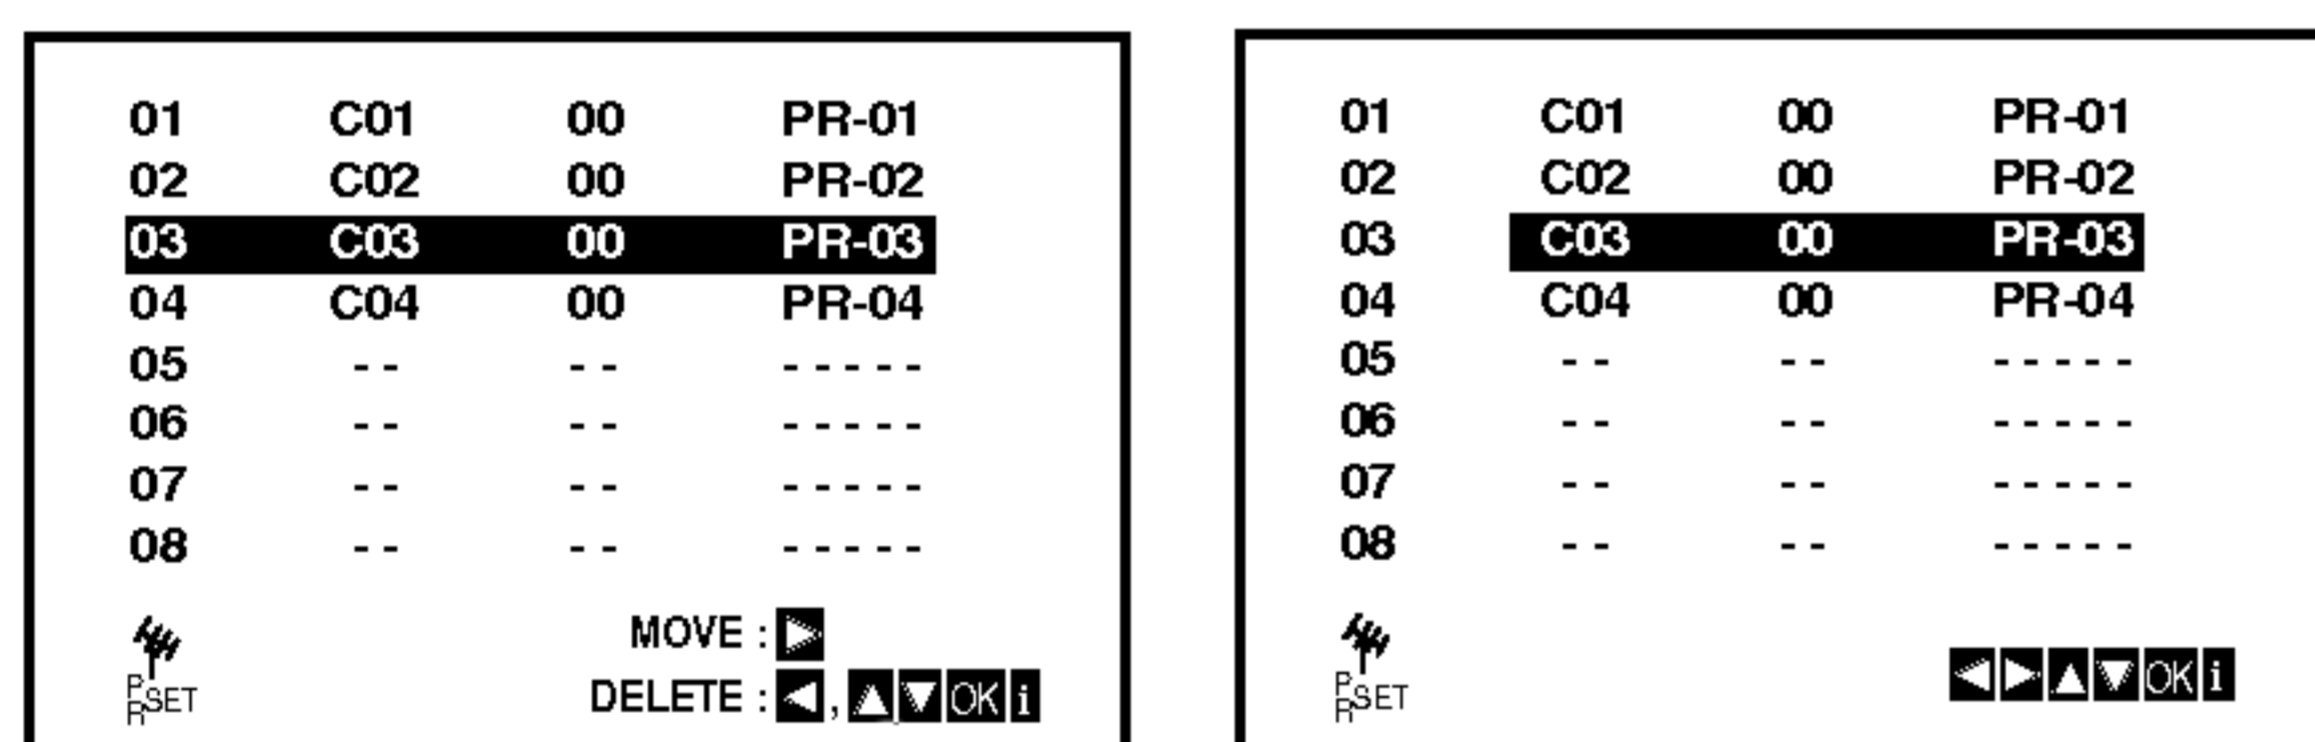 01 C01 00 PR-01
02 C02 00 PR-02
03 C03 00 PR-03
04 C04 00 PR-04
05 -- -- -----
06 -- -- -----
07 -- -- -----
08 -- -- -----
MOVE : ▷
PR SET DELETE : ◁, △ ▽ OK i
01 C01 00 PR-01
02 C02 00 PR-02
03 C03 00 PR-03
04 C04 00 PR-04
05 -- -- -----
06 -- -- -----
07 -- -- -----
08 -- -- -----
PR SET ◁ ▷ △ ▽ OK i